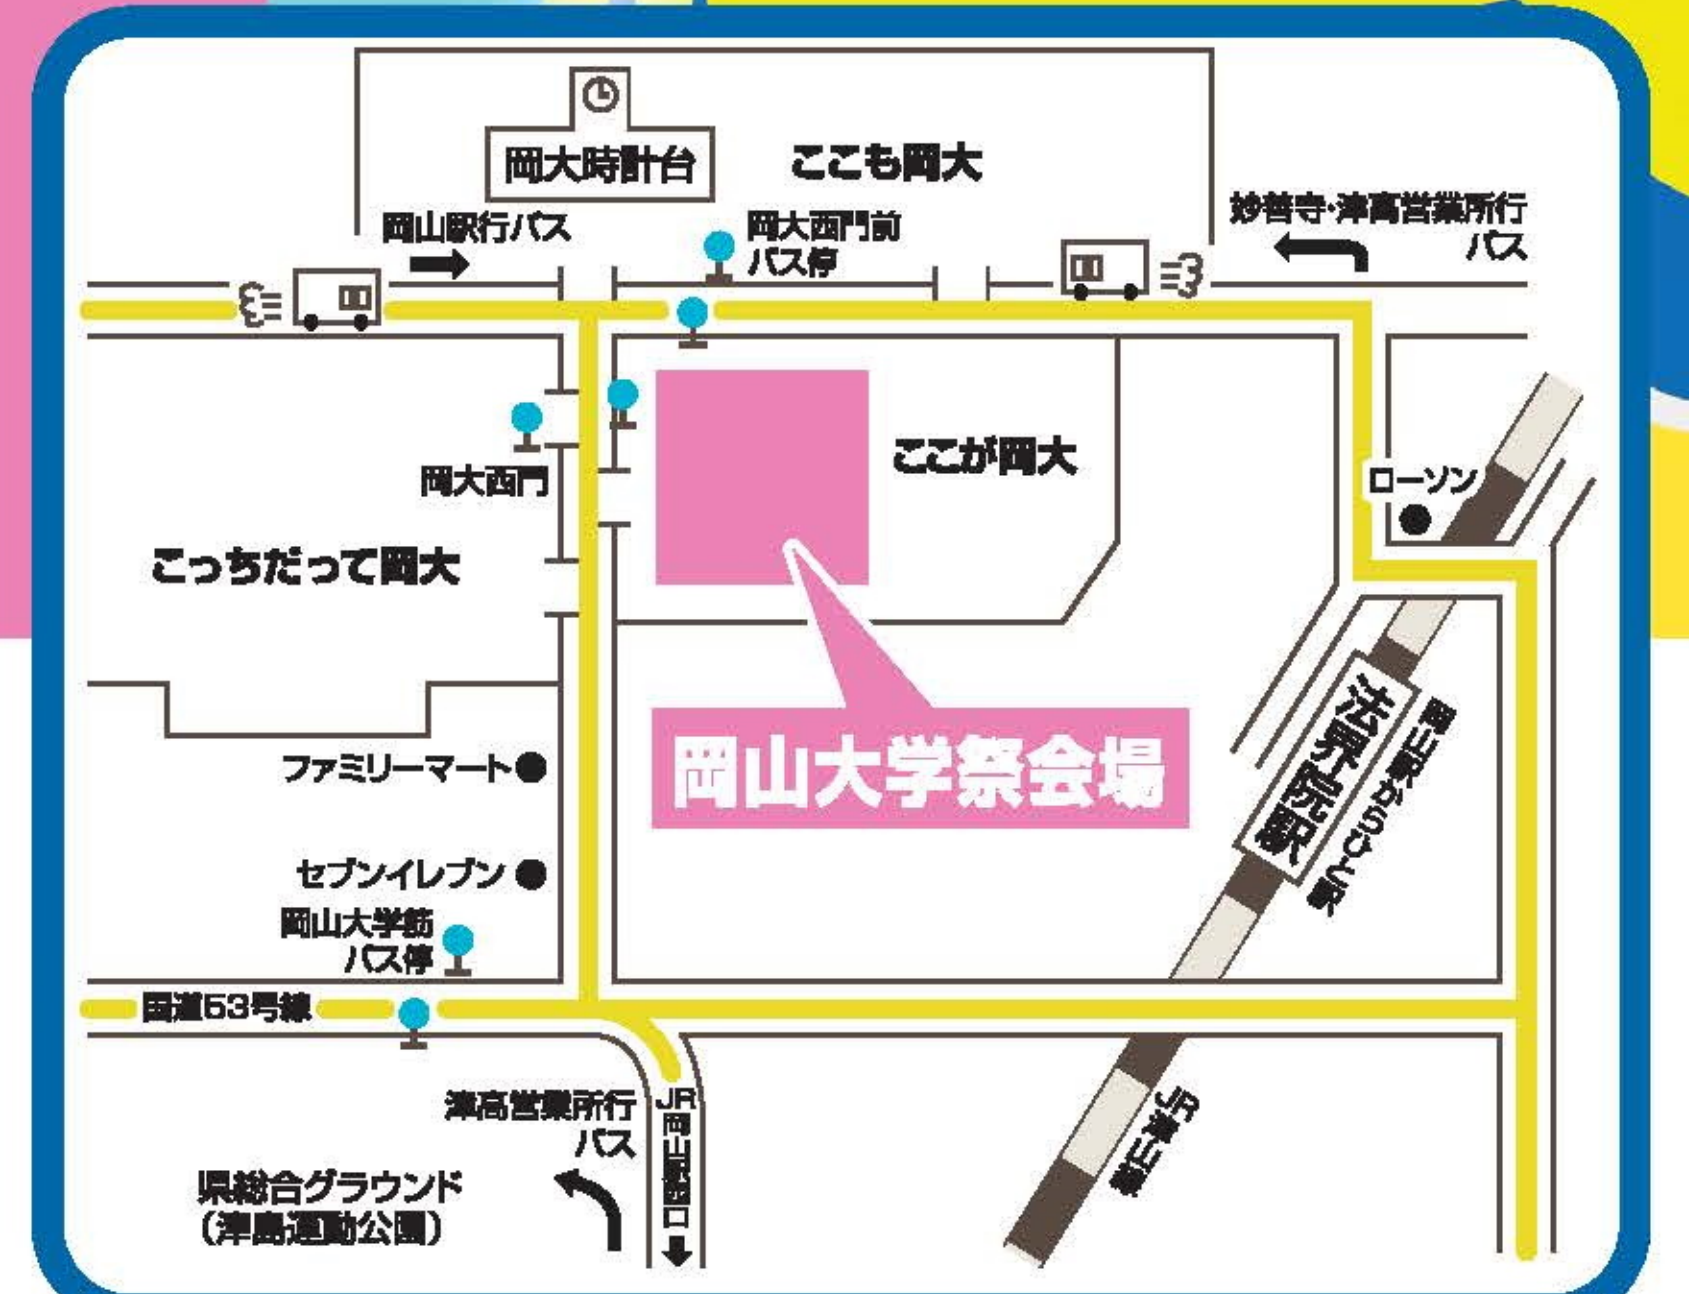 岡大時計台
ここも岡大
岡山駅行バス
岡大西門前
バス停
妙善寺・津高営業所行
バス
岡大西門
ここが岡大
ローソン
こっちだって岡大
岡山大学祭会場
法界院駅
岡山駅からひと駅
ファミリーマート
セブンイレブン
岡山大学筋
バス停
国道53号線
津高営業所行
バス
JR岡山駅西口
JR津山線
県総合グラウンド
（津島運動公園）